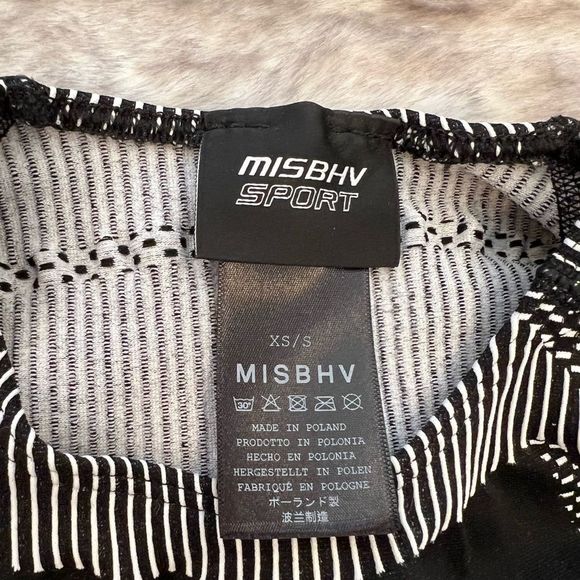 MISBHV
SPORT
XS/S
MISBHV
30°
MADE IN POLAND
PRODOTTO IN POLONIA
HECHO EN POLONIA
HERGESTELLT IN POLEN
FABRIQUÉ EN POLOGNE
ポーランド製
波兰制造